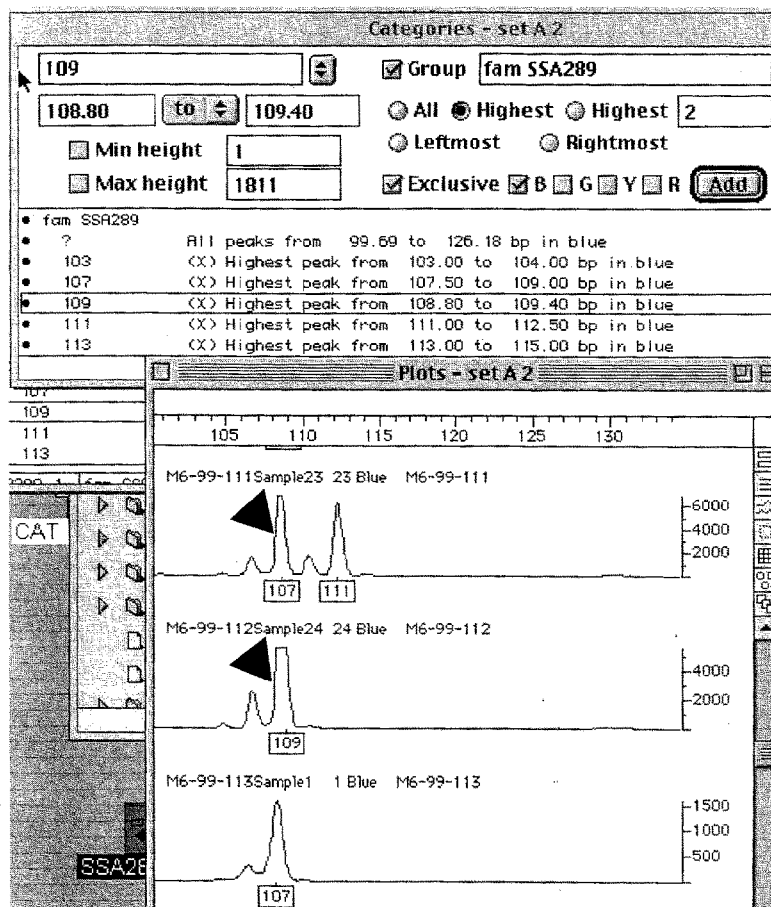 Categories - set A 2
109
Group fam SSA289
108.80 to 109.40
All Highest Highest 2
Leftmost Rightmost
Min height 1
Max height 1811
Exclusive B G Y R Add
fam SSA289
? All peaks from 99.69 to 126.18 bp in blue
103 (X) Highest peak from 103.00 to 104.00 bp in blue
107 (X) Highest peak from 107.50 to 109.00 bp in blue
109 (X) Highest peak from 108.80 to 109.40 bp in blue
111 (X) Highest peak from 111.00 to 112.50 bp in blue
113 (X) Highest peak from 113.00 to 115.00 bp in blue
Plots - set A 2
107
109
111
113
105 110 115 120 125 130
M6-99-111Sample23 23 Blue M6-99-111
6000
4000
2000
107 111
CAT
M6-99-112Sample24 24 Blue M6-99-112
4000
2000
109
M6-99-113Sample1 1 Blue M6-99-113
1500
1000
500
107
SSA28